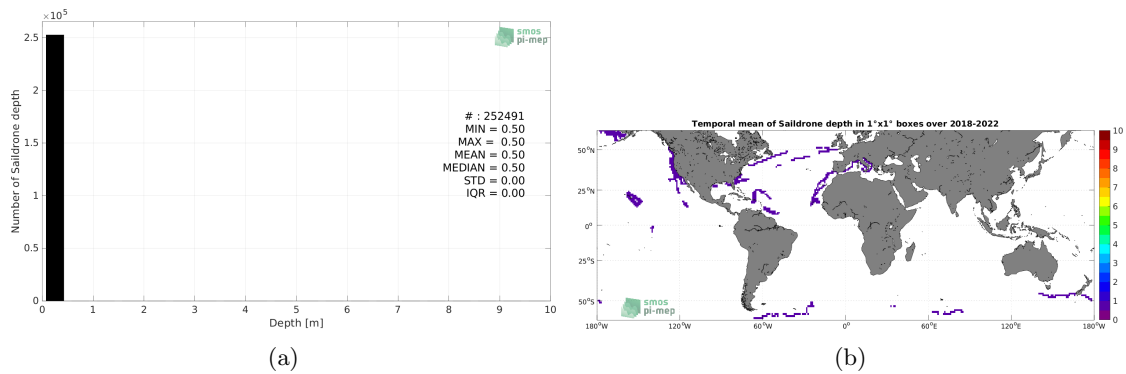 ×10⁵
2.5
2
1.5
1
0.5
0
Number of Saildrone depth
smos
pi-mep
# : 252491
MIN = 0.50
MAX = 0.50
MEAN = 0.50
MEDIAN = 0.50
STD = 0.00
IQR = 0.00
0 1 2 3 4 5 6 7 8 9 10
Depth [m]
(a)
Temporal mean of Saildrone depth in 1°x1° boxes over 2018-2022
50°N
25°N
0°
25°S
50°S
smos
pi-mep
180°W 120°W 60°W 0° 60°E 120°E 180°W
10
9
8
7
6
5
4
3
2
1
0
(b)